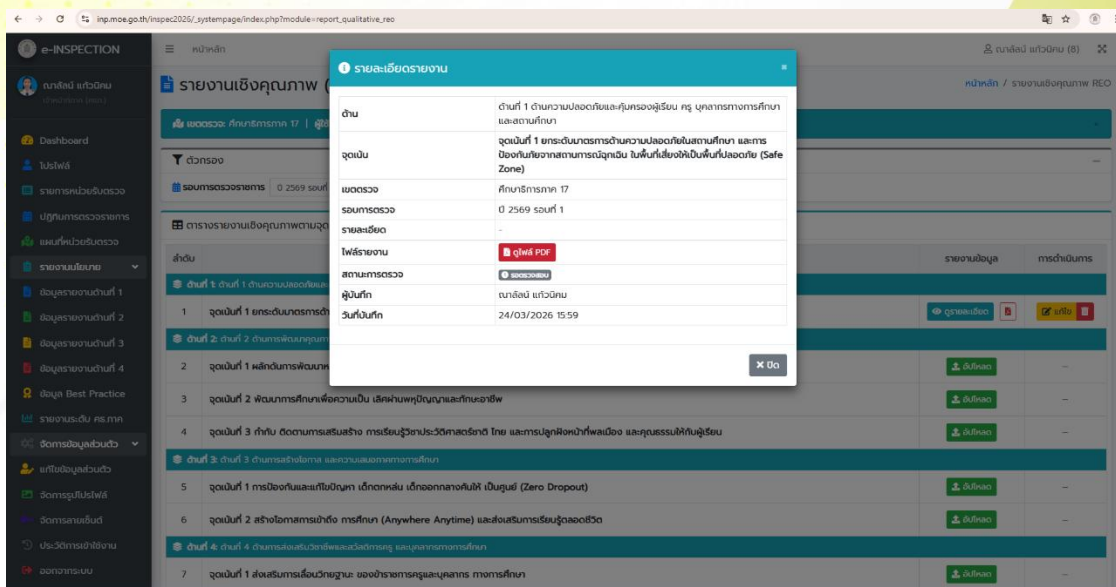 inp.moe.go.th/inspec2026/_systempage/index.php?module=report_qualitative_reo
e-INSPECTION
หน้าหลัก
ณาลัลน์ แก้วนิคม (8)
ณาลัลน์ แก้วนิคม
รายงานเชิงคุณภาพ (
หน้าหลัก / รายงานเชิงคุณภาพ REO
เขตตรวจ: ศึกษาธิการภาค 17 |
Dashboard
โปรไฟล์
รายการหน่วยรับตรวจ
ปฏิทินการตรวจราชการ
แผนที่หน่วยรับตรวจ
รายงานนโยบาย
ข้อมูลรายงานด้านที่ 1
ข้อมูลรายงานด้านที่ 2
ข้อมูลรายงานด้านที่ 3
ข้อมูลรายงานด้านที่ 4
ข้อมูล Best Practice
รายงานระดับ ศธ.ภาค
จัดการข้อมูลส่วนตัว
แก้ไขข้อมูลส่วนตัว
จัดการรูปโปรไฟล์
จัดการลายเซ็นต์
ประวัติการเข้าใช้งาน
ออกจากระบบ
ตัวกรอง
รอบการตรวจราชการ ปี 2569 รอบที่
ตารางรายงานเชิงคุณภาพตามจุด
ลำดับ รายงานข้อมูล การดำเนินการ
ด้านที่ 1: ด้านที่ 1 ด้านความปลอดภัยและ
1 จุดเน้นที่ 1 ยกระดับมาตรการด้า ดูรายละเอียด แก้ไข
ด้านที่ 2: ด้านที่ 2 ด้านการพัฒนาคุณภา
2 จุดเน้นที่ 1 ผลักดันการพัฒนาห อัปโหลด –
3 จุดเน้นที่ 2 พัฒนาการศึกษาเพื่อความเป็น เลิศผ่านพหุปัญญาและทักษะอาชีพ อัปโหลด –
4 จุดเน้นที่ 3 กำกับ ติดตามการเสริมสร้าง การเรียนรู้วิชาประวัติศาสตร์ชาติ ไทย และการปลูกฝังหน้าที่พลเมือง และคุณธรรมให้กับผู้เรียน อัปโหลด –
ด้านที่ 3: ด้านที่ 3 ด้านการสร้างโอกาส และความเสมอภาคทางการศึกษา
5 จุดเน้นที่ 1 การป้องกันและแก้ไขปัญหา เด็กตกหล่น เด็กออกกลางคันให้ เป็นศูนย์ (Zero Dropout) อัปโหลด –
6 จุดเน้นที่ 2 สร้างโอกาสการเข้าถึง การศึกษา (Anywhere Anytime) และส่งเสริมการเรียนรู้ตลอดชีวิต อัปโหลด –
ด้านที่ 4: ด้านที่ 4 ด้านการส่งเสริมวิชาชีพและสวัสดิการครู และบุคลากรทางการศึกษา
7 จุดเน้นที่ 1 ส่งเสริมการเลื่อนวิทยฐานะ ของข้าราชการครูและบุคลากร ทางการศึกษา อัปโหลด –
รายละเอียดรายงาน
ด้าน ด้านที่ 1 ด้านความปลอดภัยและคุ้มครองผู้เรียน ครู บุคลากรทางการศึกษา
และสถานศึกษา
จุดเน้น จุดเน้นที่ 1 ยกระดับมาตรการด้านความปลอดภัยในสถานศึกษา และการ
ป้องกันภัยจากสถานการณ์ฉุกเฉิน ในพื้นที่เสี่ยงให้เป็นพื้นที่ปลอดภัย (Safe
Zone)
เขตตรวจ ศึกษาธิการภาค 17
รอบการตรวจ ปี 2569 รอบที่ 1
รายละเอียด -
ไฟล์รายงาน ดูไฟล์ PDF
สถานะการตรวจ รอตรวจสอบ
ผู้บันทึก ณาลัลน์ แก้วนิคม
วันที่บันทึก 24/03/2026 15:59
ปิด